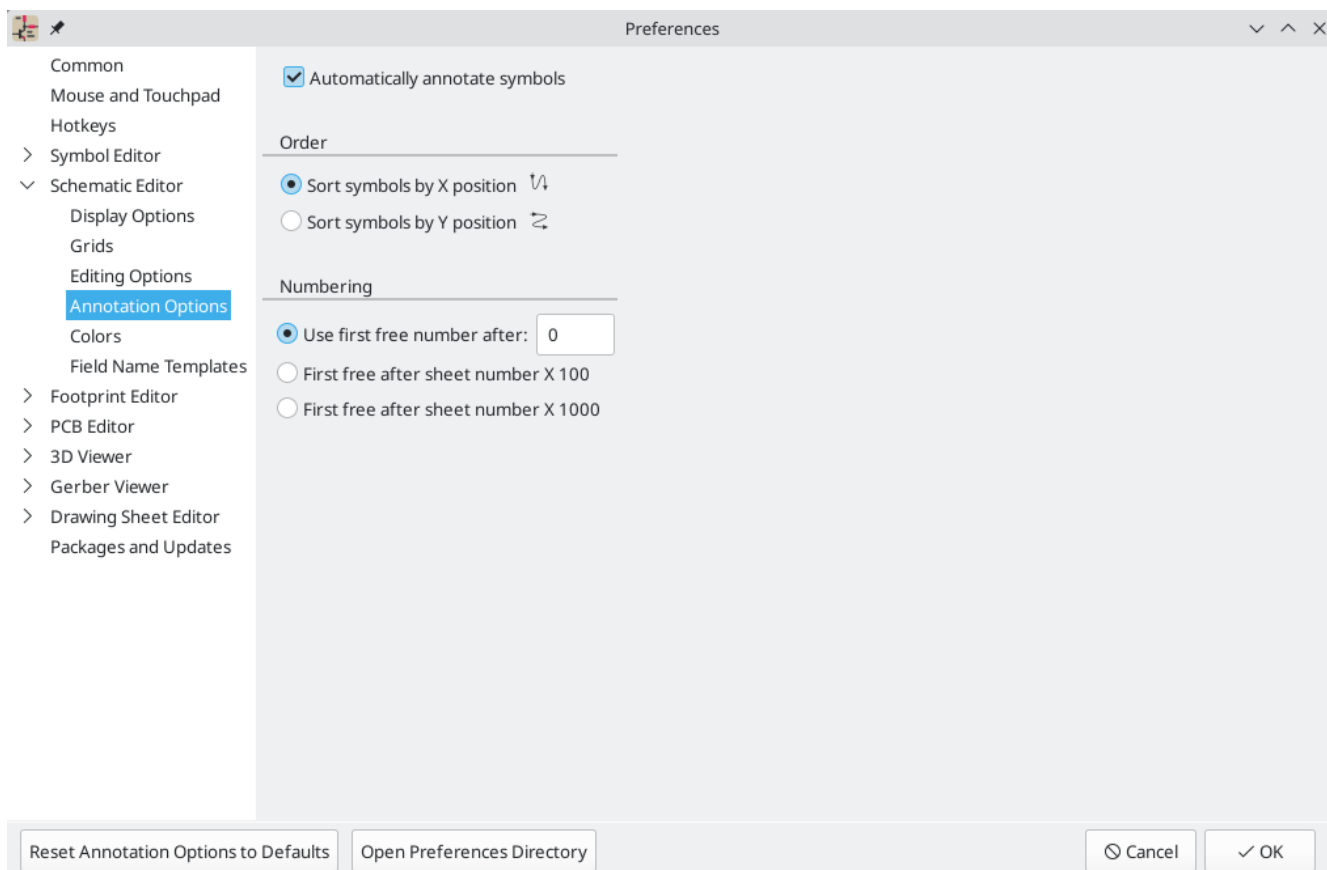 Preferences
Common
Mouse and Touchpad
Hotkeys
Symbol Editor
Schematic Editor
Display Options
Grids
Editing Options
Annotation Options
Colors
Field Name Templates
Footprint Editor
PCB Editor
3D Viewer
Gerber Viewer
Drawing Sheet Editor
Packages and Updates
Automatically annotate symbols
Order
Sort symbols by X position
Sort symbols by Y position
Numbering
Use first free number after: 0
First free after sheet number X 100
First free after sheet number X 1000
Reset Annotation Options to Defaults Open Preferences Directory Cancel OK